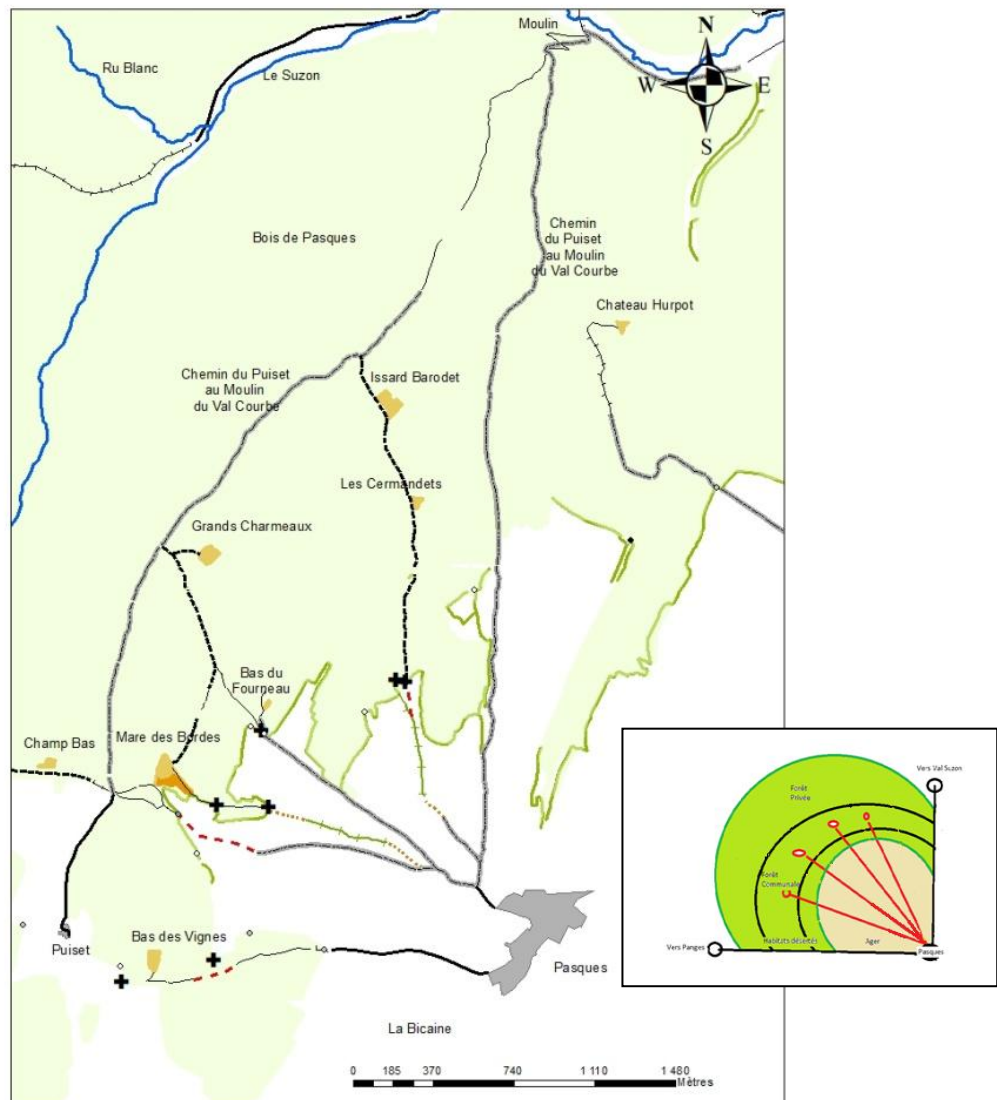 Moulin
Ru Blanc
Le Suzon
N
W
E
S
Bois de Pasques
Chemin
du Puiset
au Moulin
du Val Courbe
Chateau Hurpot
Chemin du Puiset
au Moulin
du Val Courbe
Issard Barodet
Les Cermandets
Grands Charmeaux
Bas du
Fourneau
Champ Bas
Mare des Bordes
Puiset
Bas des Vignes
Pasques
La Bicaine
0 185 370 740 1 110 1 480
Mètres
Vers Val Suzon
Forêt
Privée
Forêt
Communale
Vers Panges
Habitats désertés
Ager
Pasques